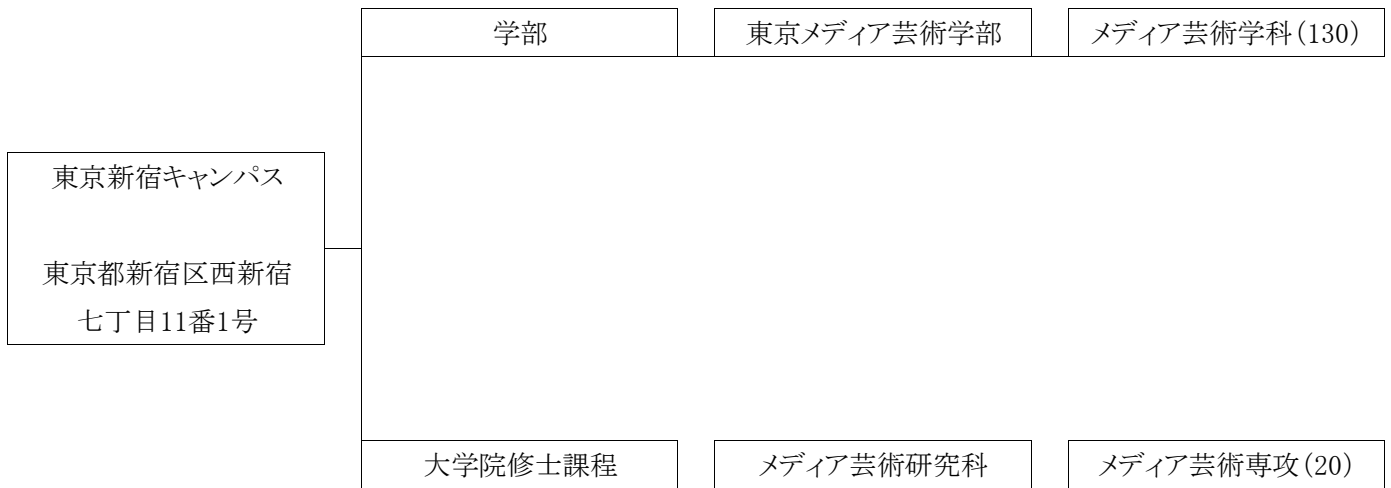 学部
東京メディア芸術学部
メディア芸術学科(130)
東京新宿キャンパス
東京都新宿区西新宿
七丁目11番1号
大学院修士課程
メディア芸術研究科
メディア芸術専攻(20)